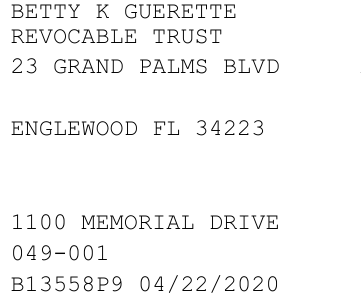 BETTY K GUERETTE
REVOCABLE TRUST
23 GRAND PALMS BLVD
ENGLEWOOD FL 34223
1100 MEMORIAL DRIVE
049-001
B13558P9 04/22/2020